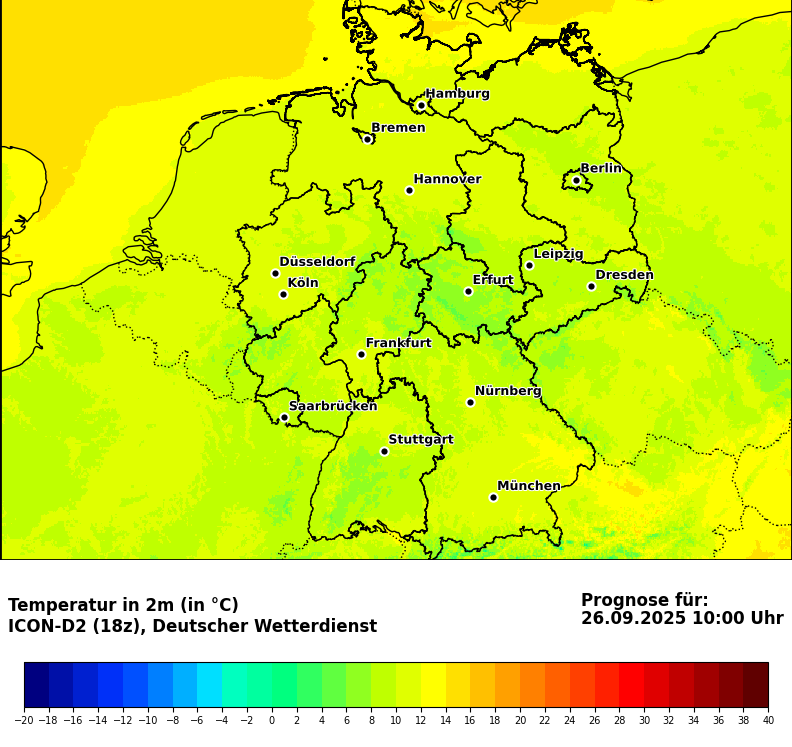 Hamburg
Bremen
Berlin
Hannover
Leipzig
Düsseldorf
Dresden
Köln
Erfurt
Frankfurt
Nürnberg
Saarbrücken
Stuttgart
München
Temperatur in 2m (in °C)
ICON-D2 (18z), Deutscher Wetterdienst
Prognose für:
26.09.2025 10:00 Uhr
−20 −18 −16 −14 −12 −10 −8 −6 −4 −2 0 2 4 6 8 10 12 14 16 18 20 22 24 26 28 30 32 34 36 38 40